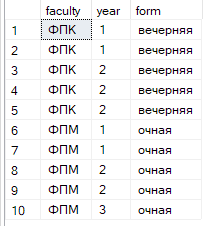 faculty year form
1 ФПК 1 вечерняя
2 ФПК 1 вечерняя
3 ФПК 2 вечерняя
4 ФПК 2 вечерняя
5 ФПК 2 вечерняя
6 ФПМ 1 очная
7 ФПМ 1 очная
8 ФПМ 2 очная
9 ФПМ 2 очная
10 ФПМ 3 очная